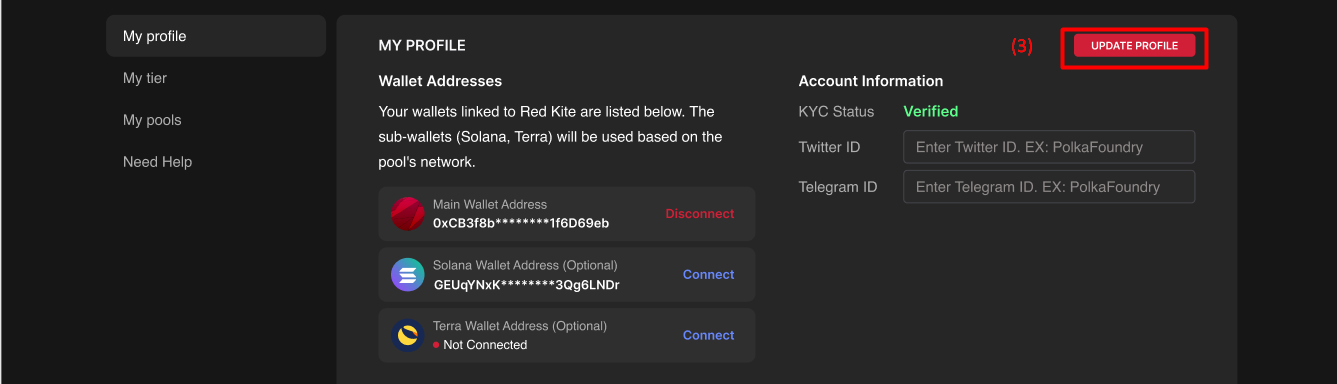 My profile
My tier
My pools
Need Help
MY PROFILE
(3)
UPDATE PROFILE
Wallet Addresses
Your wallets linked to Red Kite are listed below. The
sub-wallets (Solana, Terra) will be used based on the
pool's network.
Main Wallet Address
0xCB3f8b********1f6D69eb
Disconnect
Solana Wallet Address (Optional)
GEUqYNxK********3Qg6LNDr
Connect
Terra Wallet Address (Optional)
Not Connected
Connect
Account Information
KYC Status Verified
Twitter ID Enter Twitter ID. EX: PolkaFoundry
Telegram ID Enter Telegram ID. EX: PolkaFoundry